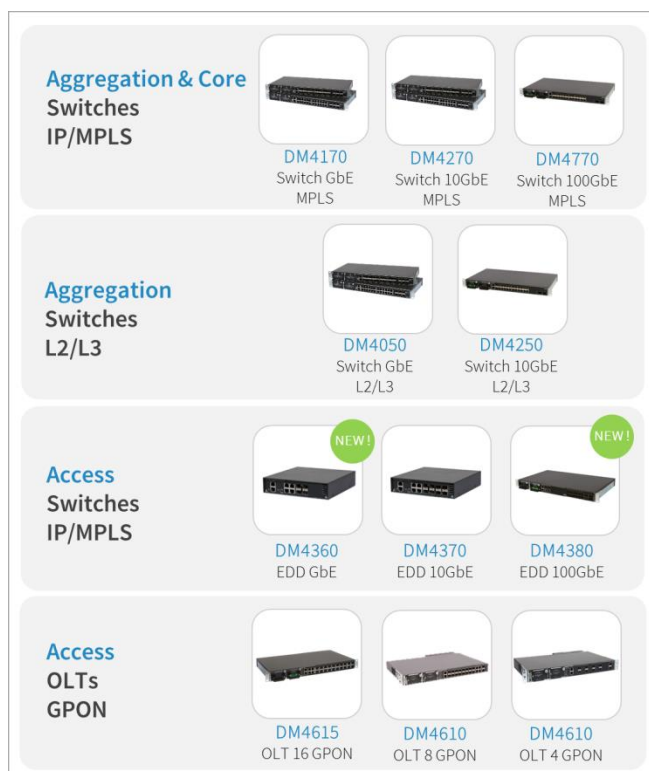 Aggregation & Core
Switches
IP/MPLS
DM4170
Switch GbE
MPLS
DM4270
Switch 10GbE
MPLS
DM4770
Switch 100GbE
MPLS
Aggregation
Switches
L2/L3
DM4050
Switch GbE
L2/L3
DM4250
Switch 10GbE
L2/L3
Access
Switches
IP/MPLS
NEW!
DM4360
EDD GbE
DM4370
EDD 10GbE
NEW!
DM4380
EDD 100GbE
Access
OLTs
GPON
DM4615
OLT 16 GPON
DM4610
OLT 8 GPON
DM4610
OLT 4 GPON